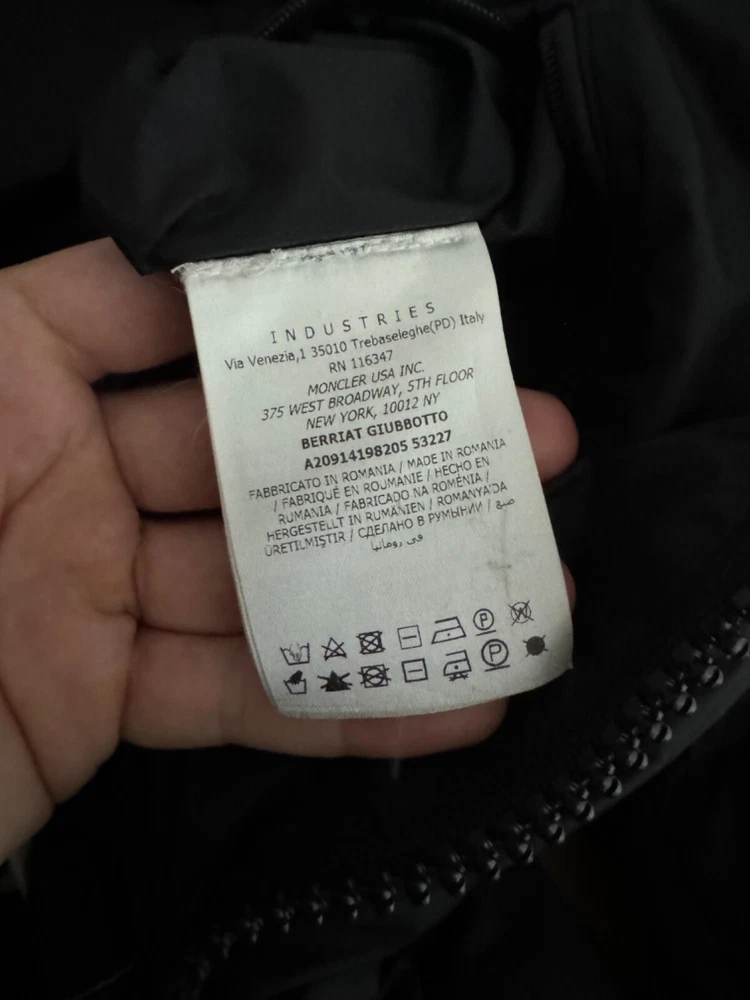 INDUSTRIES
Via Venezia,1 35010 Trebaseleghe(PD) Italy
RN 116347
MONCLER USA INC.
375 WEST BROADWAY, 5TH FLOOR
NEW YORK, 10012 NY
BERRIAT GIUBBOTTO
A20914198205 53227
FABBRICATO IN ROMANIA / MADE IN ROMANIA
/ FABRIQUÉ EN ROUMANIE / HECHO EN
RUMANIA / FABRICADO NA ROMÉNIA /
HERGESTELLT IN RUMÄNIEN / ROMANYA'DA
ÜRETILMIŞTIR / СДЕЛАНО В РУМЫНИИ / صنع
في رومانيا
P
P